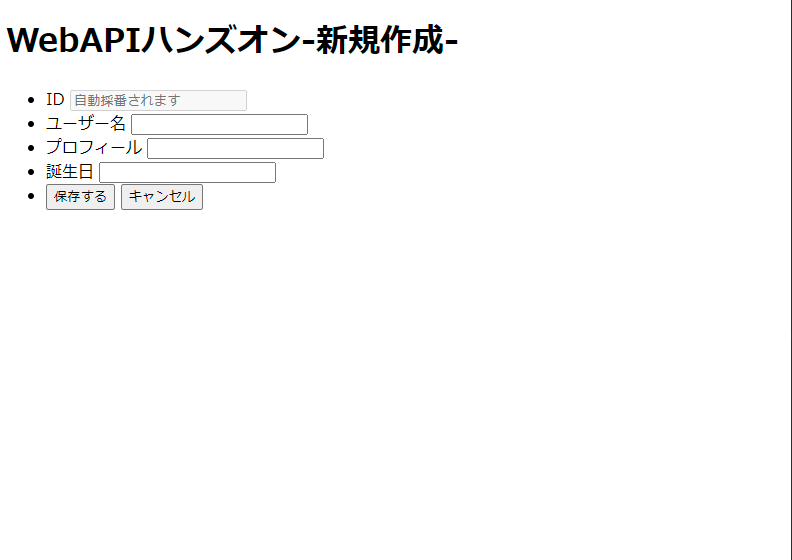 WebAPIハンズオン-新規作成-
ID 自動採番されます
ユーザー名
プロフィール
誕生日
保存する キャンセル